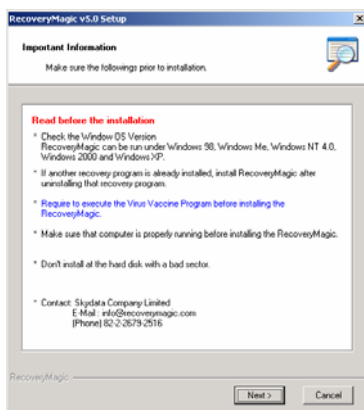 RecoveryMagic v5.0 Setup
Important Information
Make sure the followings prior to installation.
Read before the installation
* Check the Window OS Version
RecoveryMagic can be run under Windows 98, Windows Me, Windows NT 4.0,
Windows 2000 and Windows XP.
* If another recovery program is already installed, install RecoveryMagic after
uninstalling that recovery program.
* Require to execute the Virus Vaccine Program before installing the
RecoveryMagic.
* Make sure that computer is properly running before installing the RecoveryMagic.
* Don't install at the hard disk with a bad sector.
* Contact: Skydata Company Limited
E-Mail : info@recoverymagic.com
(Phone) 82-2-2679-2516
RecoveryMagic
Next >
Cancel